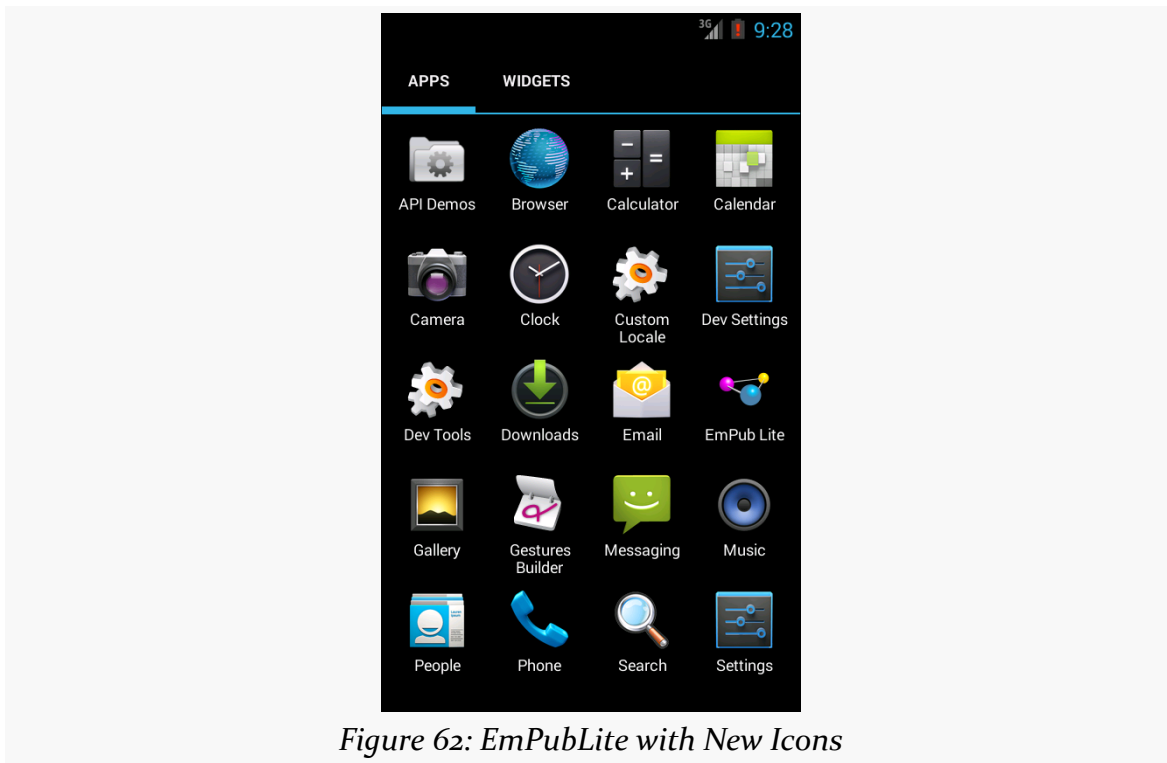 3G 9:28
APPS WIDGETS
API Demos Browser Calculator Calendar
Camera Clock Custom Dev Settings
Locale
Dev Tools Downloads Email EmPub Lite
Gallery Gestures Messaging Music
Builder
People Phone Search Settings
Figure 62: EmPubLite with New Icons